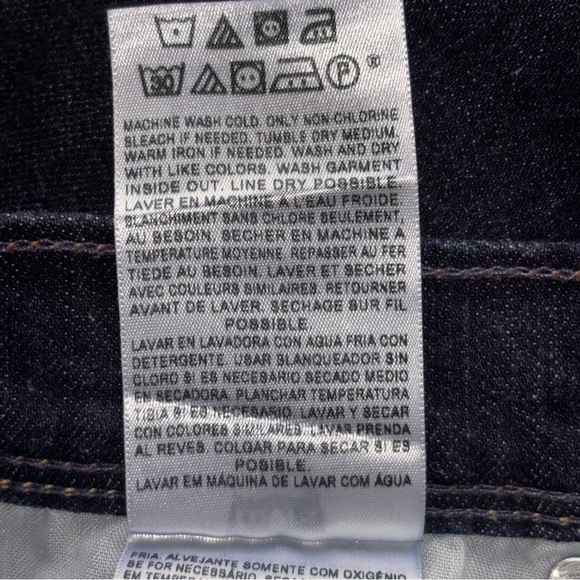 30 P ®
MACHINE WASH COLD. ONLY NON-CHLORINE
BLEACH IF NEEDED. TUMBLE DRY MEDIUM.
WARM IRON IF NEEDED. WASH AND DRY
WITH LIKE COLORS. WASH GARMENT
INSIDE OUT. LINE DRY POSSIBLE.
LAVER EN MACHINE A L'EAU FROIDE
BLANCHIMENT SANS CHLORE SEULEMENT,
AU BESOIN. SECHER EN MACHINE A
TEMPERATURE MOYENNE. REPASSER AU FER
TIEDE AU BESOIN. LAVER ET SECHER
AVEC COULEURS SIMILAIRES. RETOURNER
AVANT DE LAVER. SECHAGE SUR FIL
POSSIBLE.
LAVAR EN LAVADORA CON AGUA FRIA CON
DETERGENTE. USAR BLANQUEADOR SIN
CLORO SI ES NECESARIO. SECADO MEDIO
EN SECADORA. PLANCHAR TEMPERATURA
TIBIA SI ES NECESARIO. LAVAR Y SECAR
CON COLORES SIMILARES. LAVAR PRENDA
AL REVES. COLGAR PARA SECAR SI ES
POSIBLE.
LAVAR EM MÁQUINA DE LAVAR COM ÁGUA
FRIA. ALVEJANTE SOMENTE COM OXIGÊNIO
SE FOR NECESSÁRIO.